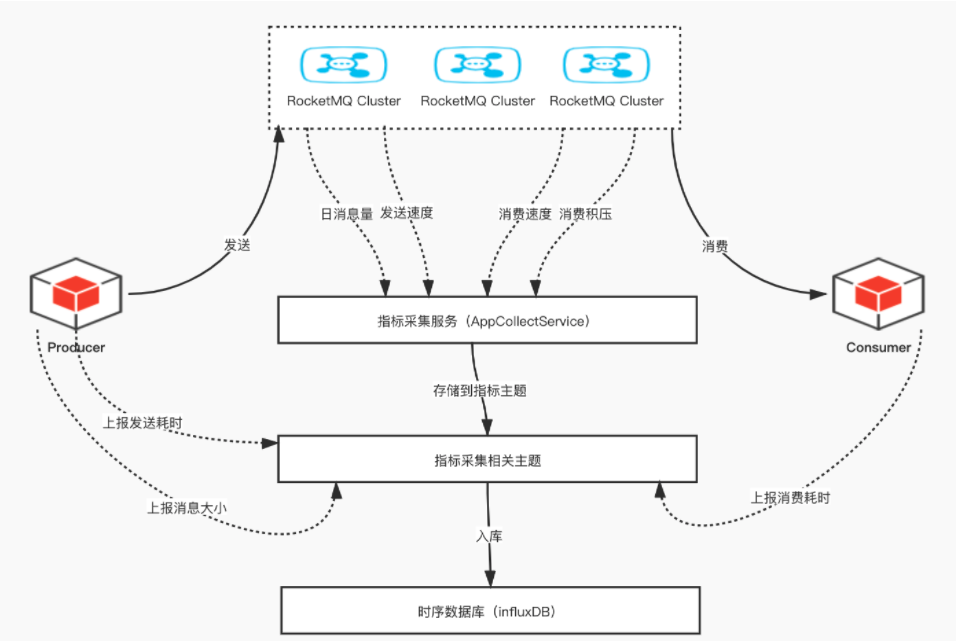 RocketMQ Cluster
RocketMQ Cluster
RocketMQ Cluster
日消息量
发送速度
消费速度
消费积压
发送
消费
指标采集服务（AppCollectService）
Producer
Consumer
存储到指标主题
上报发送耗时
指标采集相关主题
上报消息大小
上报消费耗时
入库
时序数据库（influxDB）